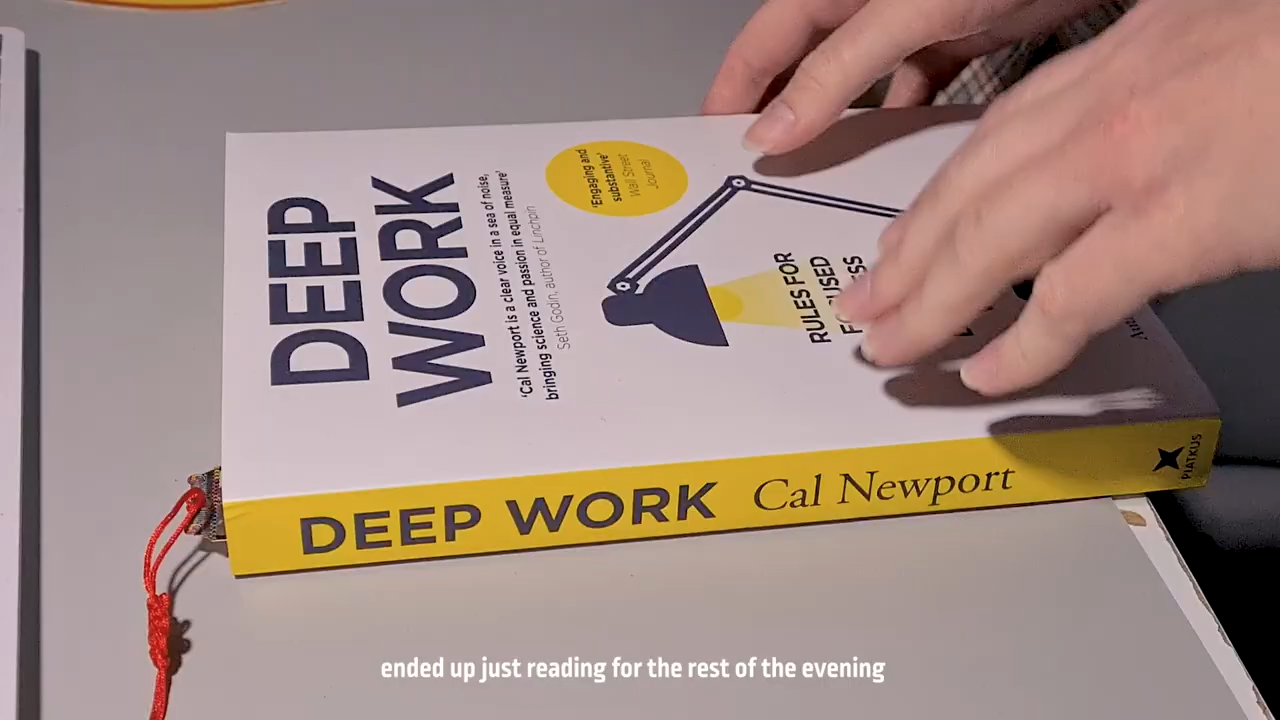 DEEP
WORK
'Cal Newport is a clear voice in a sea of noise,
bringing science and passion in equal measure'
Seth Godin, author of Linchpin
'Engaging and
substantive'
Wall Street
Journal
RULES FOR
DEEP WORK Cal Newport
PIATKUS
ended up just reading for the rest of the evening